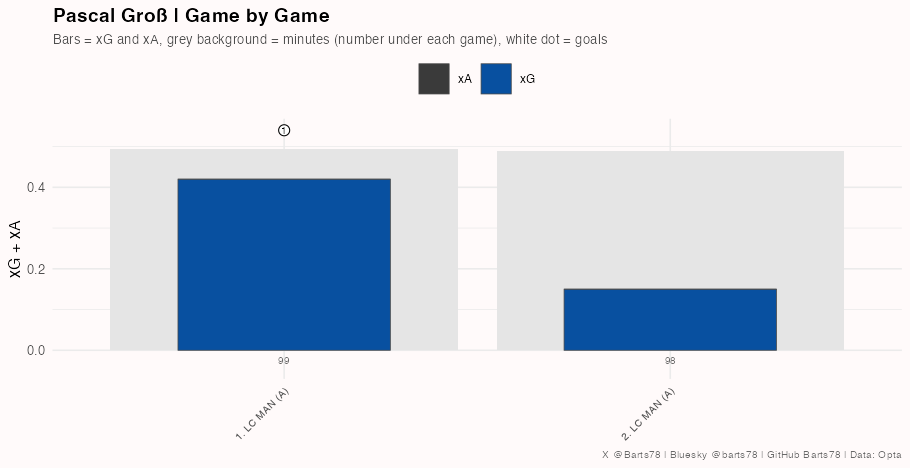 Pascal Groß | Game by Game
Bars = xG and xA, grey background = minutes (number under each game), white dot = goals
xA xG
1
xG + xA
0.4
0.2
0.0
99 98
1. LC MAN (A) 2. LC MAN (A)
X @Barts78 | Bluesky @barts78 | GitHub Barts78 | Data: Opta